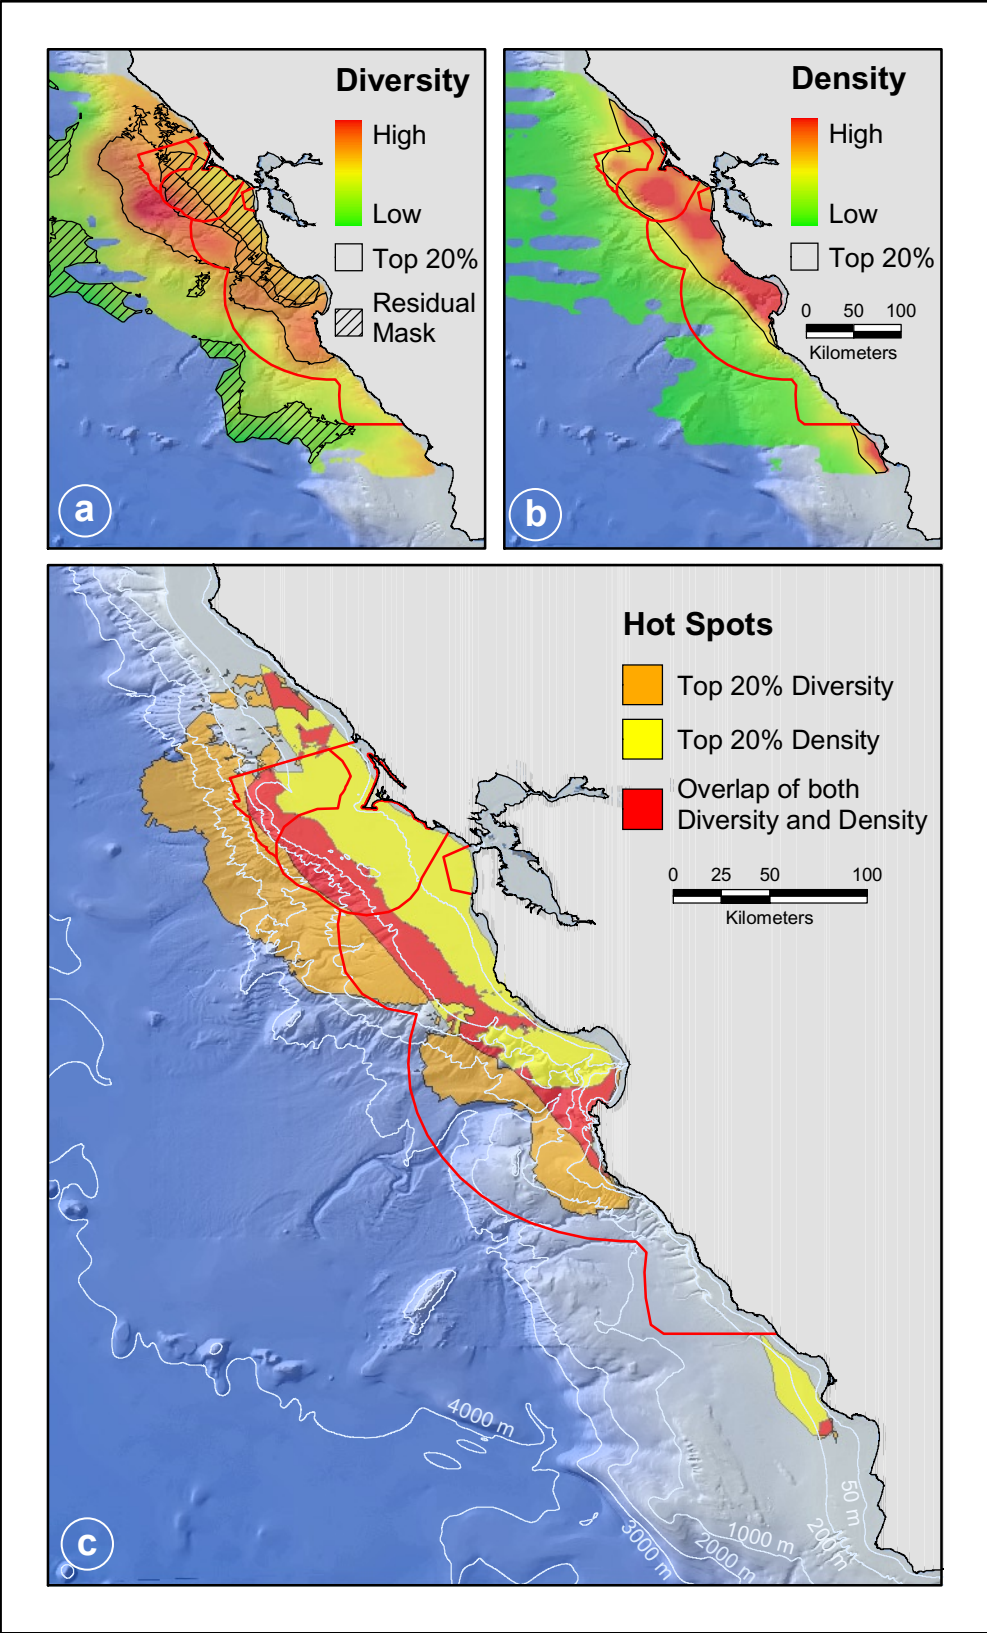 Diversity
High
Low
Top 20%
Residual
Mask
a
Density
High
Low
Top 20%
0 50 100
Kilometers
b
Hot Spots
Top 20% Diversity
Top 20% Density
Overlap of both
Diversity and Density
0 25 50 100
Kilometers
4000 m
3000 m
2000 m
1000 m
200 m
50 m
c